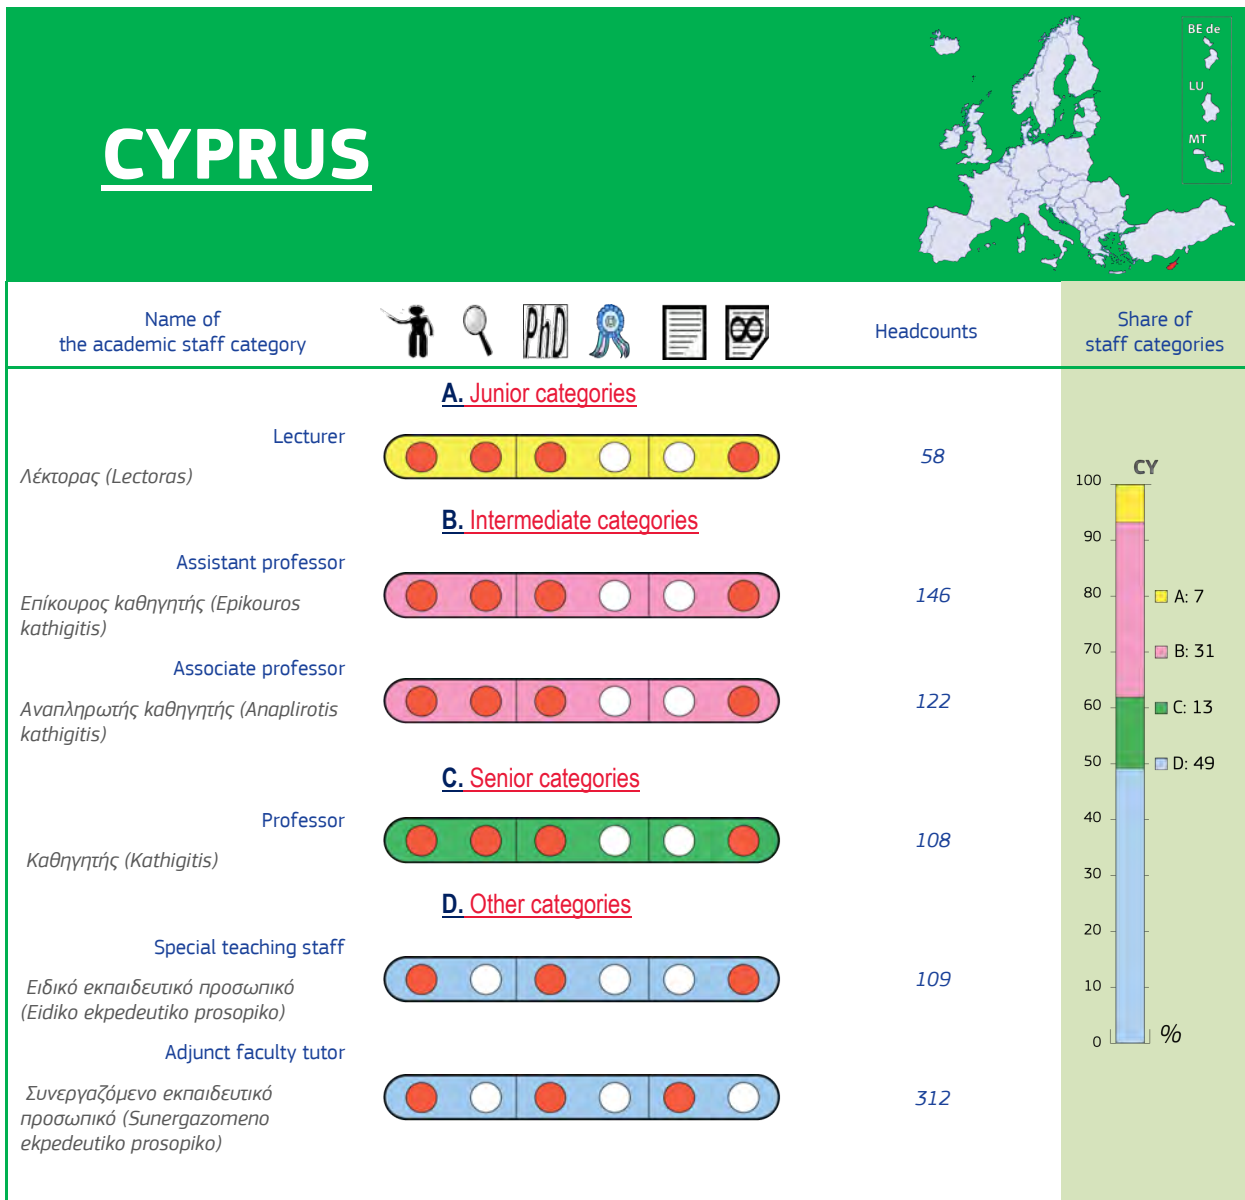 CYPRUS
BE de
LU
MT
Name of
the academic staff category
PhD
Headcounts
Share of
staff categories
A. Junior categories
Lecturer
Λέκτορας (Lectoras)
58
B. Intermediate categories
Assistant professor
Επίκουρος καθηγητής (Epikouros
kathigitis)
146
Associate professor
Αναπληρωτής καθηγητής (Anaplirotis
kathigitis)
122
C. Senior categories
Professor
Καθηγητής (Kathigitis)
108
D. Other categories
Special teaching staff
Ειδικό εκπαιδευτικό προσωπικό
(Eidiko ekpedeutiko prosopiko)
109
Adjunct faculty tutor
Συνεργαζόμενο εκπαιδευτικό
προσωπικό (Sunergazomeno
ekpedeutiko prosopiko)
312
CY
100
90
80
70
60
50
40
30
20
10
0
%
A: 7
B: 31
C: 13
D: 49